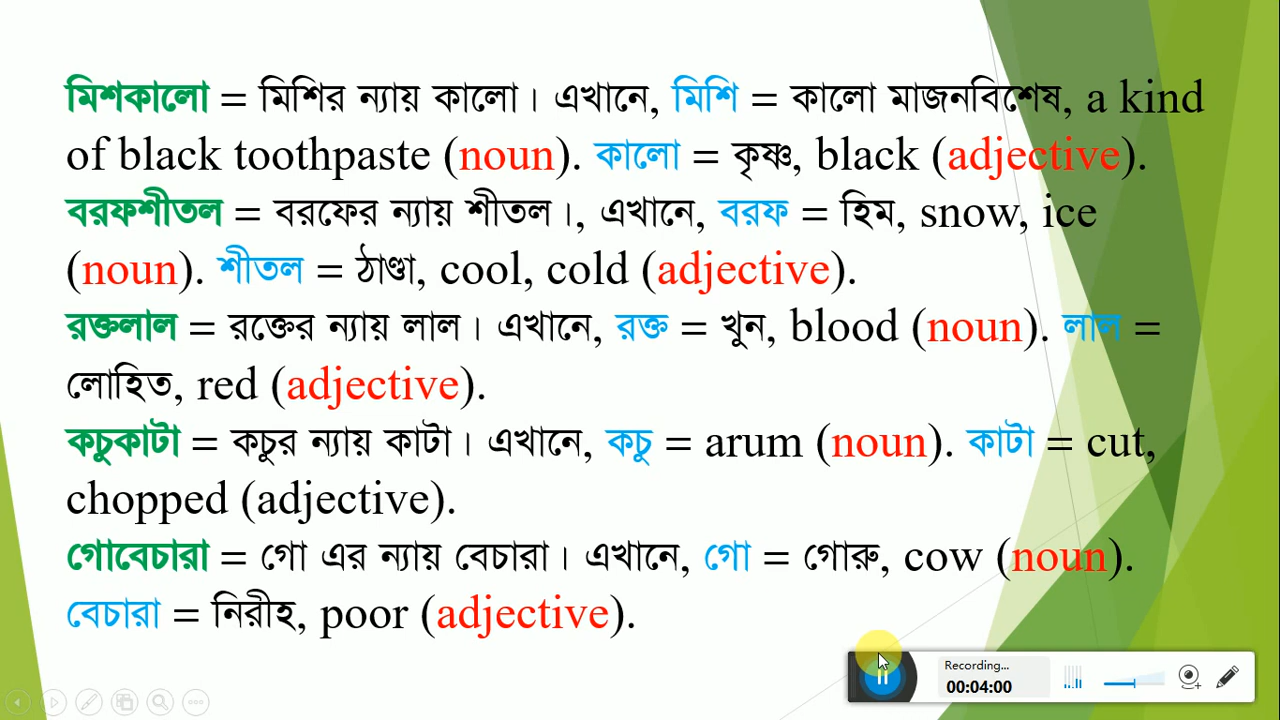 মিশকালো = মিশির ন্যায় কালো। এখানে, মিশি = কালো মাজনবিশেষ, a kind
of black toothpaste (noun). কালো = কৃষ্ণ, black (adjective).
বরফশীতল = বরফের ন্যায় শীতল।, এখানে, বরফ = হিম, snow, ice
(noun). শীতল = ঠাণ্ডা, cool, cold (adjective).
রক্তলাল = রক্তের ন্যায় লাল। এখানে, রক্ত = খুন, blood (noun). লাল =
লোহিত, red (adjective).
কচুকাটা = কচুর ন্যায় কাটা। এখানে, কচু = arum (noun). কাটা = cut,
chopped (adjective).
গোবেচারা = গো এর ন্যায় বেচারা। এখানে, গো = গোরু, cow (noun).
বেচারা = নিরীহ, poor (adjective).
Recording...
00:04:00